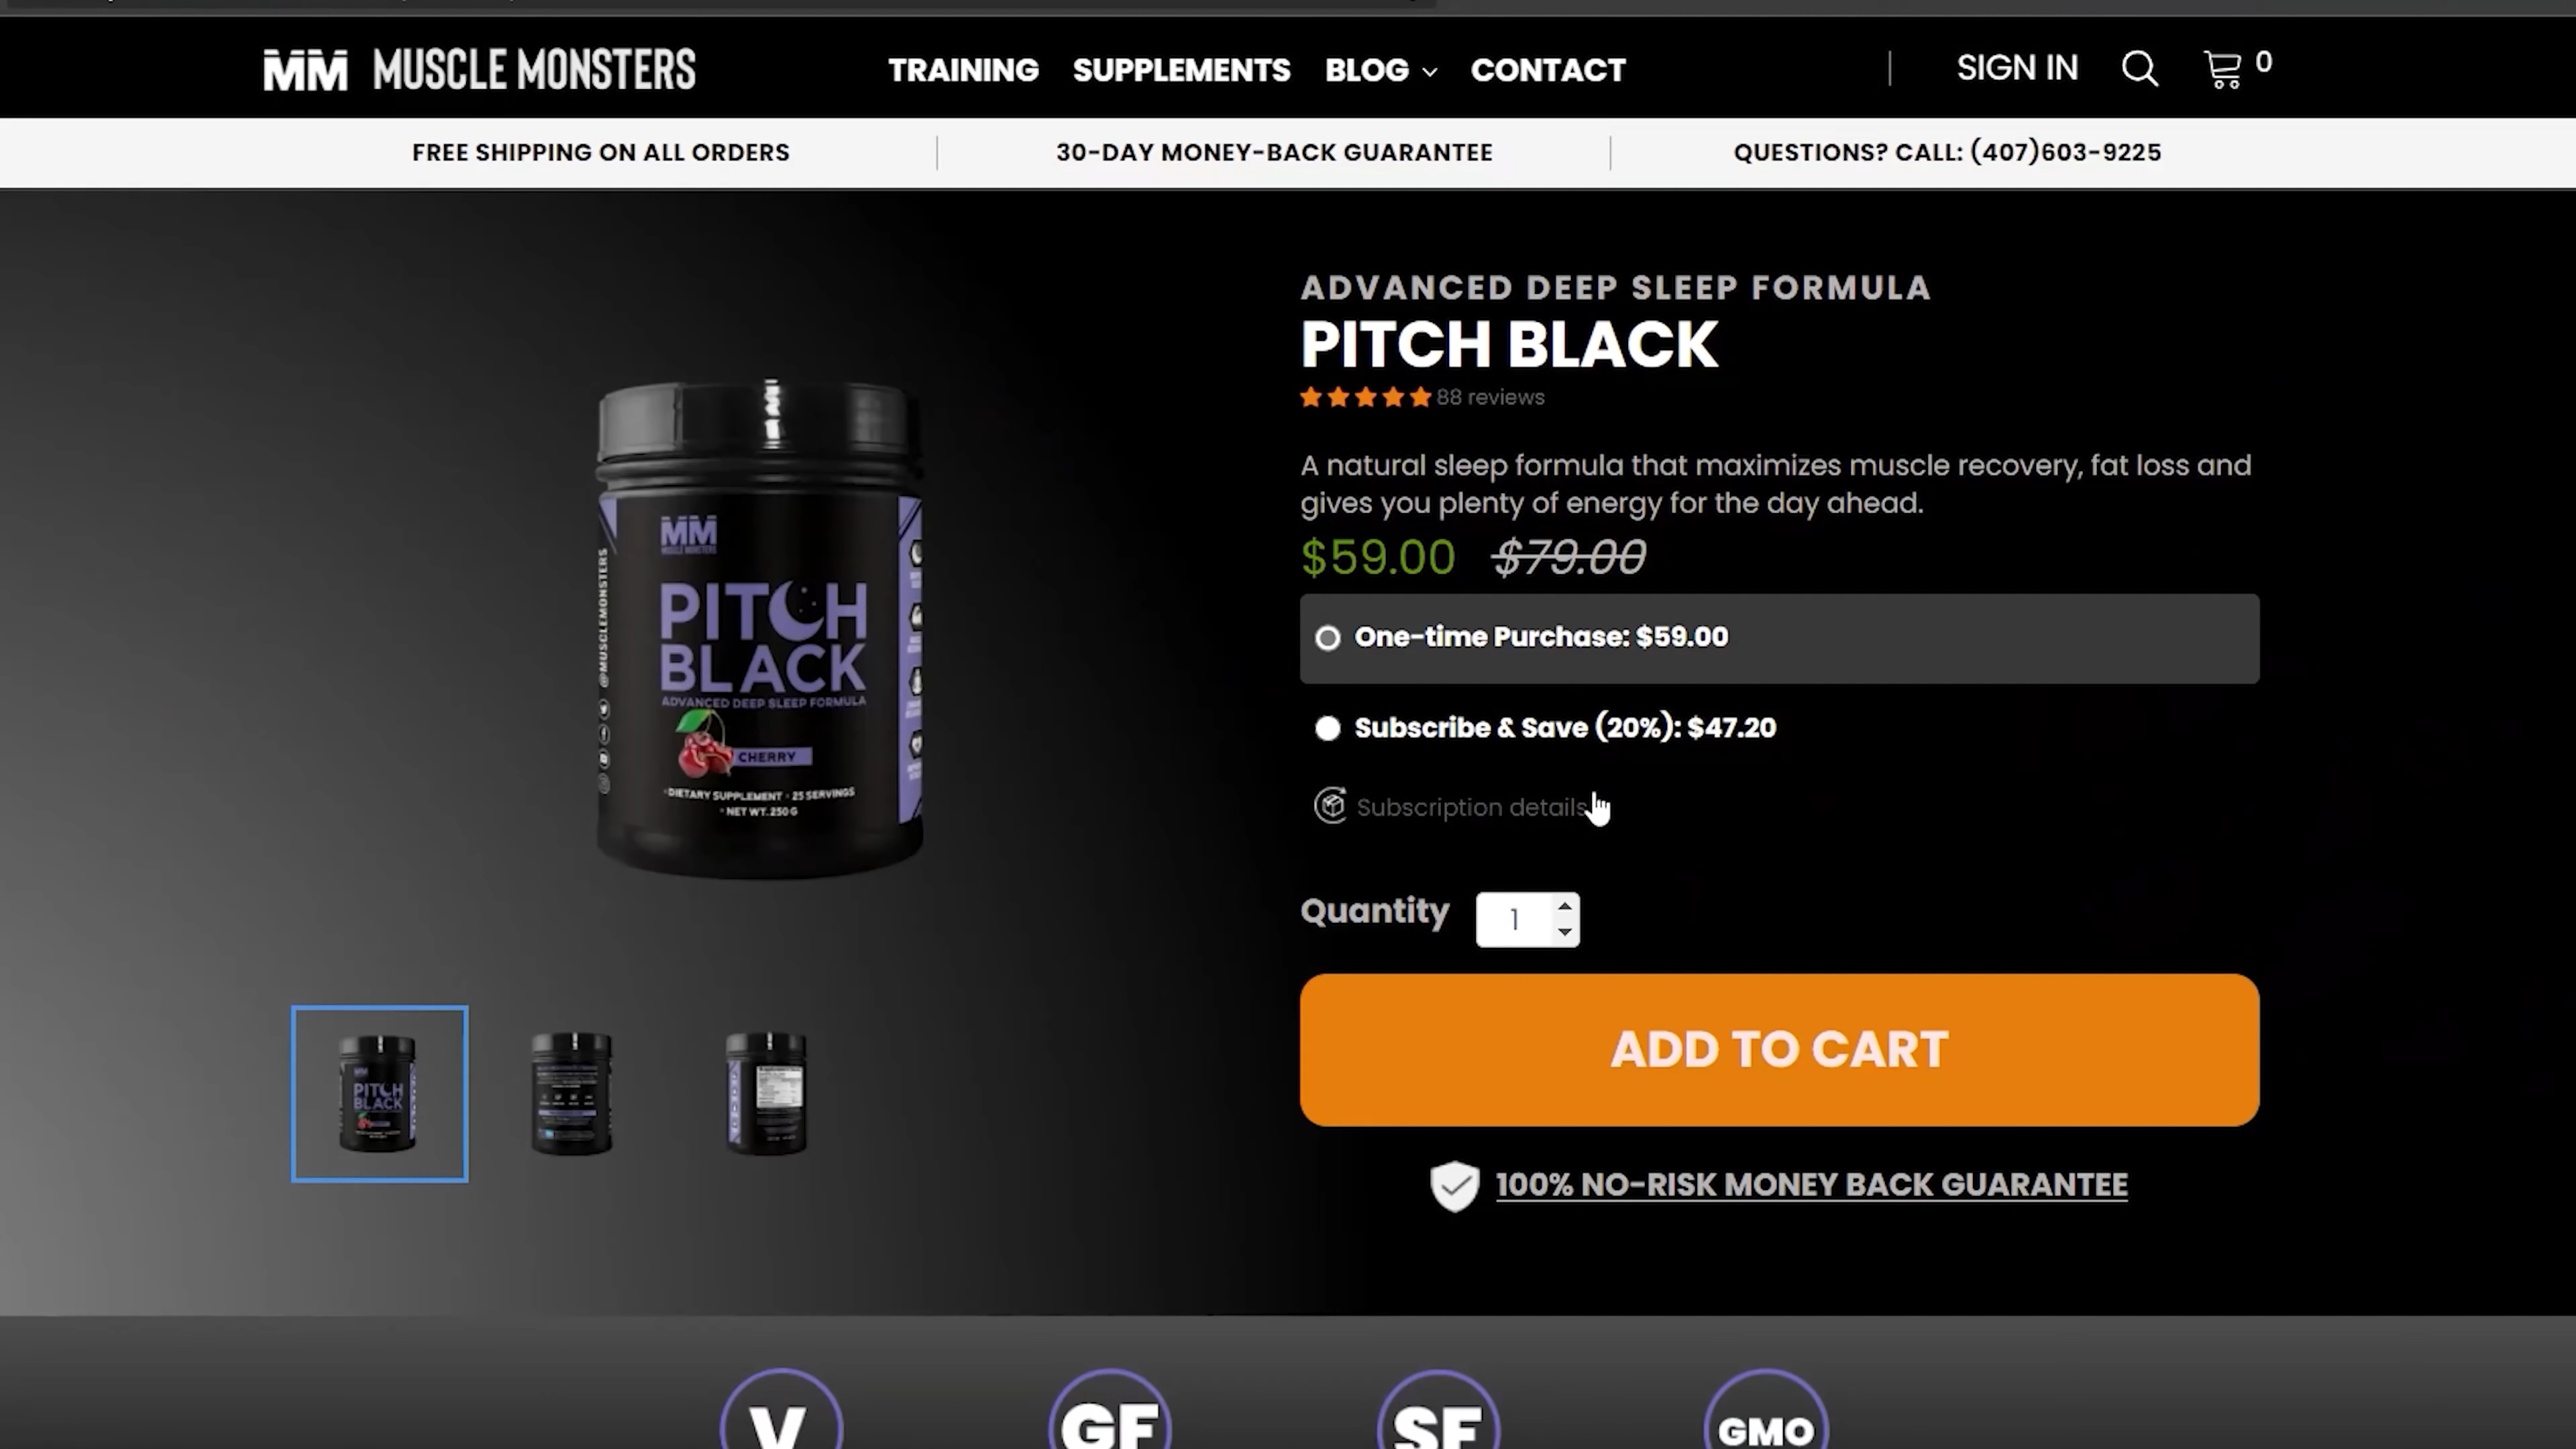 MM MUSCLE MONSTERS
TRAINING SUPPLEMENTS BLOG CONTACT
SIGN IN 0
FREE SHIPPING ON ALL ORDERS
30-DAY MONEY-BACK GUARANTEE
QUESTIONS? CALL: (407)603-9225
ADVANCED DEEP SLEEP FORMULA
PITCH BLACK
88 reviews
A natural sleep formula that maximizes muscle recovery, fat loss and
gives you plenty of energy for the day ahead.
$59.00 $79.00
One-time Purchase: $59.00
Subscribe & Save (20%): $47.20
Subscription details
Quantity 1
ADD TO CART
100% NO-RISK MONEY BACK GUARANTEE
MM
MUSCLE MONSTERS
@MUSCLEMONSTERS
PITCH
BLACK
ADVANCED DEEP SLEEP FORMULA
CHERRY
• DIETARY SUPPLEMENT • 25 SERVINGS
• NET WT. 250 G
PITCH
BLACK
V
GF
SF
GMO